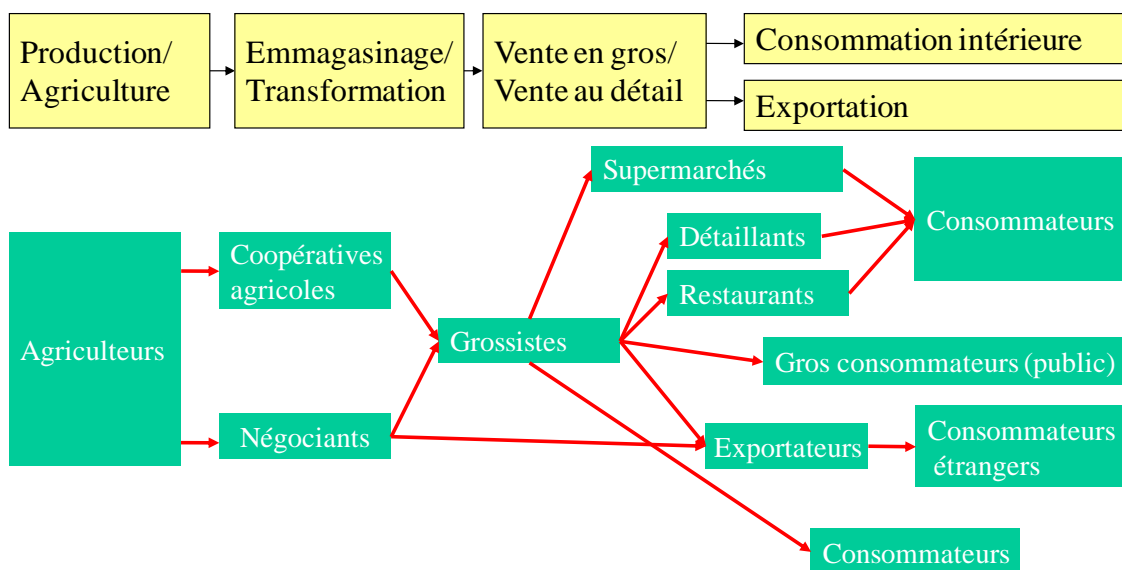 Production/
Agriculture
Emmagasinage/
Transformation
Vente en gros/
Vente au détail
Consommation intérieure
Exportation
Supermarchés
Consommateurs
Détaillants
Coopératives
agricoles
Restaurants
Agriculteurs
Grossistes
Gros consommateurs (public)
Négociants
Exportateurs
Consommateurs
étrangers
Consommateurs